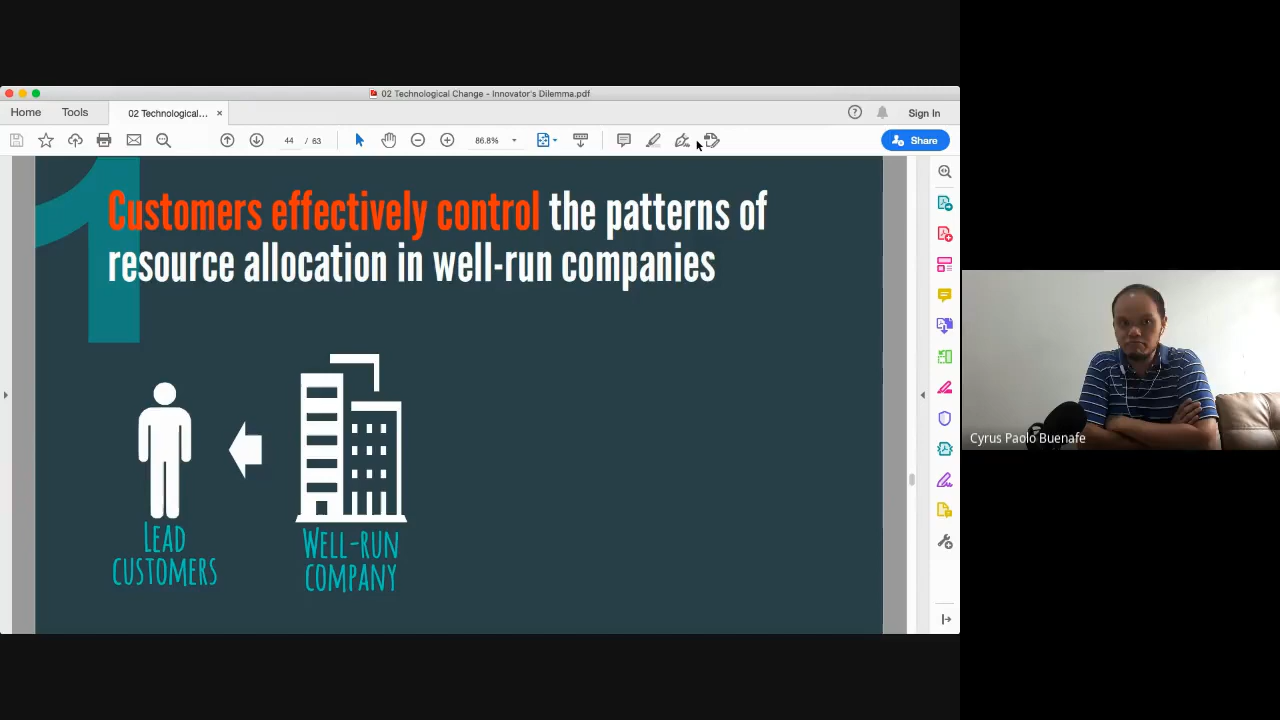 02 Technological Change - Innovator's Dilemma.pdf
Home Tools 02 Technological... × Sign In
44 / 63 86.8% Share
1
Customers effectively control the patterns of
resource allocation in well-run companies
Lead
customers
Well-run
company
Cyrus Paolo Buenafe